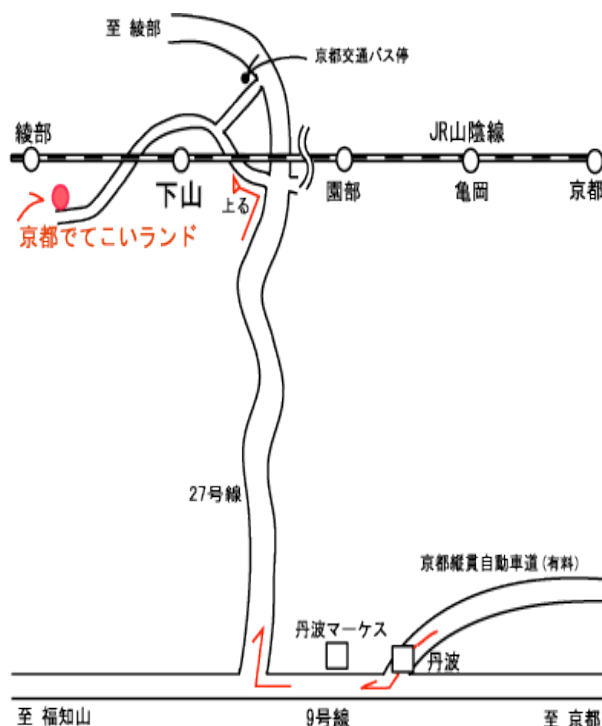 至 綾部
京都交通バス停
綾部
JR山陰線
下山
園部
亀岡
京都
上る
京都でてこいランド
27号線
京都縦貫自動車道(有料)
丹波マーケス
丹波
至 福知山
9号線
至 京都